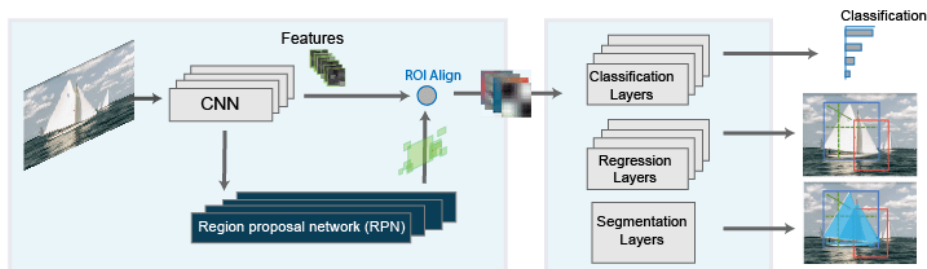 Classification
Features
ROI Align
CNN
Classification
Layers
Regression
Layers
Region proposal network (RPN)
Segmentation
Layers